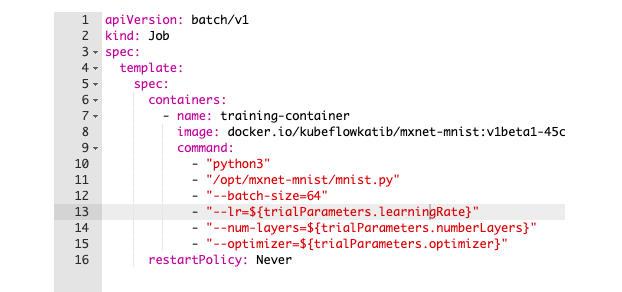 1 apiVersion: batch/v1
2 kind: Job
3 spec:
4 template:
5 spec:
6 containers:
7 - name: training-container
8 image: docker.io/kubeflowkatib/mxnet-mnist:v1beta1-45c
9 command:
10 - "python3"
11 - "/opt/mxnet-mnist/mnist.py"
12 - "--batch-size=64"
13 - "--lr=${trialParameters.learningRate}"
14 - "--num-layers=${trialParameters.numberLayers}"
15 - "--optimizer=${trialParameters.optimizer}"
16 restartPolicy: Never